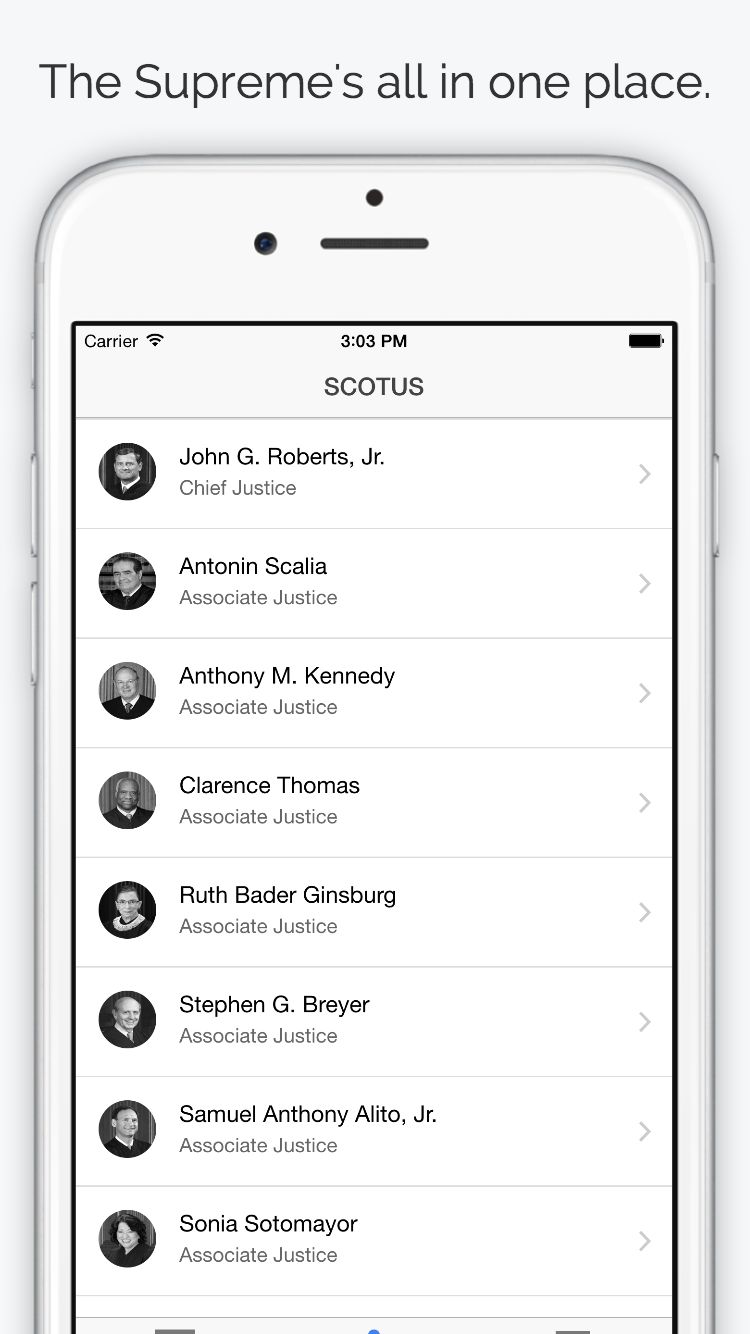 The Supreme's all in one place.
Carrier 3:03 PM
SCOTUS
John G. Roberts, Jr.
Chief Justice
Antonin Scalia
Associate Justice
Anthony M. Kennedy
Associate Justice
Clarence Thomas
Associate Justice
Ruth Bader Ginsburg
Associate Justice
Stephen G. Breyer
Associate Justice
Samuel Anthony Alito, Jr.
Associate Justice
Sonia Sotomayor
Associate Justice